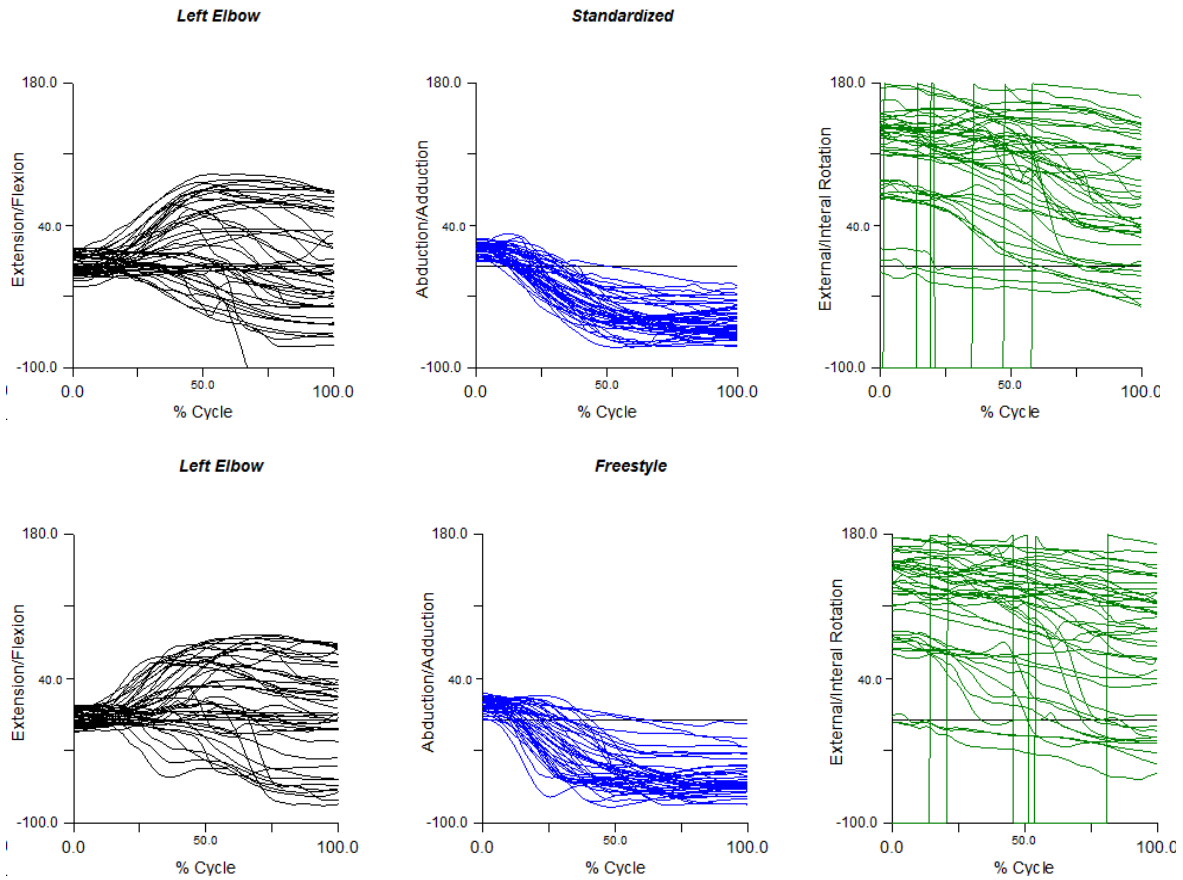 Left Elbow
Standardized
180.0
40.0
-100.0
Extension/Flexion
0.0
50.0
100.0
% Cycle
180.0
40.0
-100.0
Abduction/Adduction
0.0
50.0
100.0
% Cycle
180.0
40.0
-100.0
External/Interal Rotation
0.0
50.0
100.0
% Cycle
Left Elbow
Freestyle
180.0
40.0
-100.0
Extension/Flexion
0.0
50.0
100.0
% Cycle
180.0
40.0
-100.0
Abduction/Adduction
0.0
50.0
100.0
% Cycle
180.0
40.0
-100.0
External/Interal Rotation
0.0
50.0
100.0
% Cycle